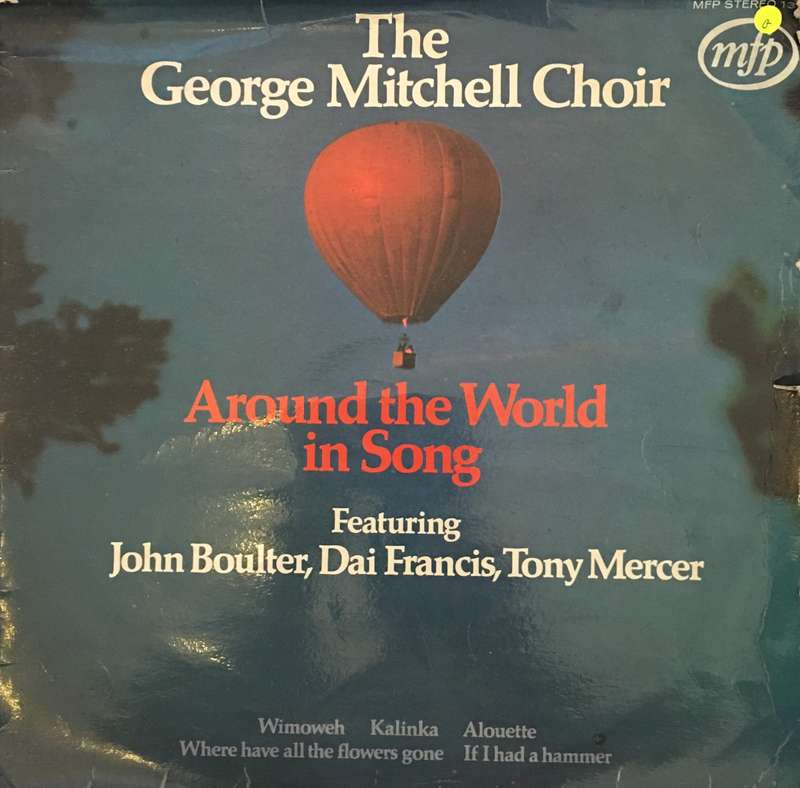 MFP STEREO 13
The
mfp
George Mitchell Choir
Around the World
in Song
Featuring
John Boulter, Dai Francis, Tony Mercer
Wimoweh Kalinka Alouette
Where have all the flowers gone If I had a hammer